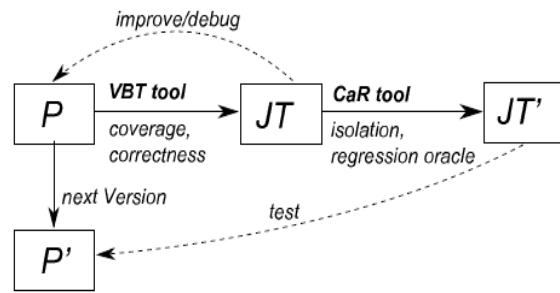 improve/debug
P
VBT tool
coverage,
correctness
JT
CaR tool
isolation,
regression oracle
JT'
next Version
test
P'